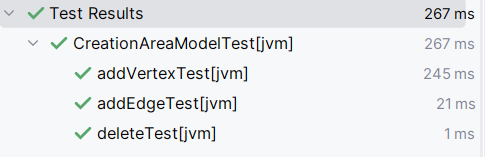 Test Results 267 ms
CreationAreaModelTest[jvm] 267 ms
addVertexTest[jvm] 245 ms
addEdgeTest[jvm] 21 ms
deleteTest[jvm] 1 ms